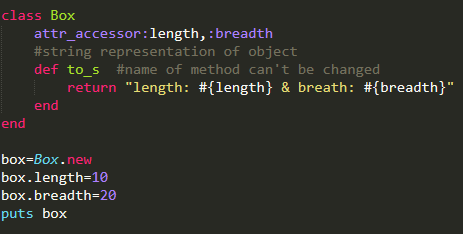 class Box
    attr_accessor:length,:breadth
    #string representation of object
    def to_s  #name of method can't be changed
        return "length: #{length} & breath: #{breadth}"
    end
end

box=Box.new
box.length=10
box.breadth=20
puts box